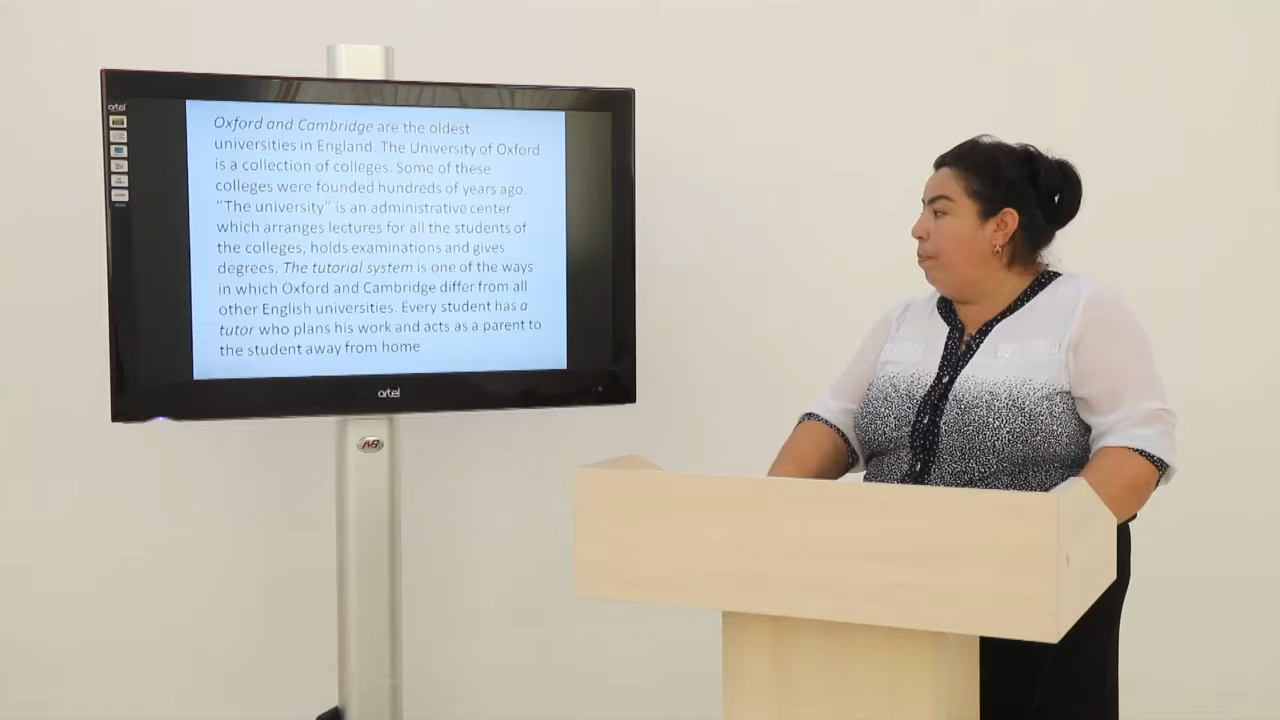 artel
Oxford and Cambridge are the oldest
universities in England. The University of Oxford
is a collection of colleges. Some of these
colleges were founded hundreds of years ago.
"The university" is an administrative center
which arranges lectures for all the students of
the colleges, holds examinations and gives
degrees. The tutorial system is one of the ways
in which Oxford and Cambridge differ from all
other English universities. Every student has a
tutor who plans his work and acts as a parent to
the student away from home
artel